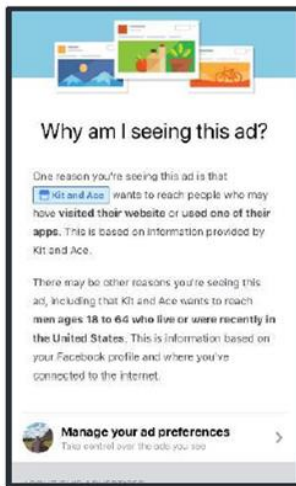 Why am I seeing this ad?
One reason you're seeing this ad is that
Kit and Ace wants to reach people who may
have visited their website or used one of their
apps. This is based on information provided by
Kit and Ace.
There may be other reasons you're seeing this
ad, including that Kit and Ace wants to reach
men ages 18 to 64 who live or were recently in
the United States. This is information based on
your Facebook profile and where you've
connected to the internet.
Manage your ad preferences
Take control over the ads you see